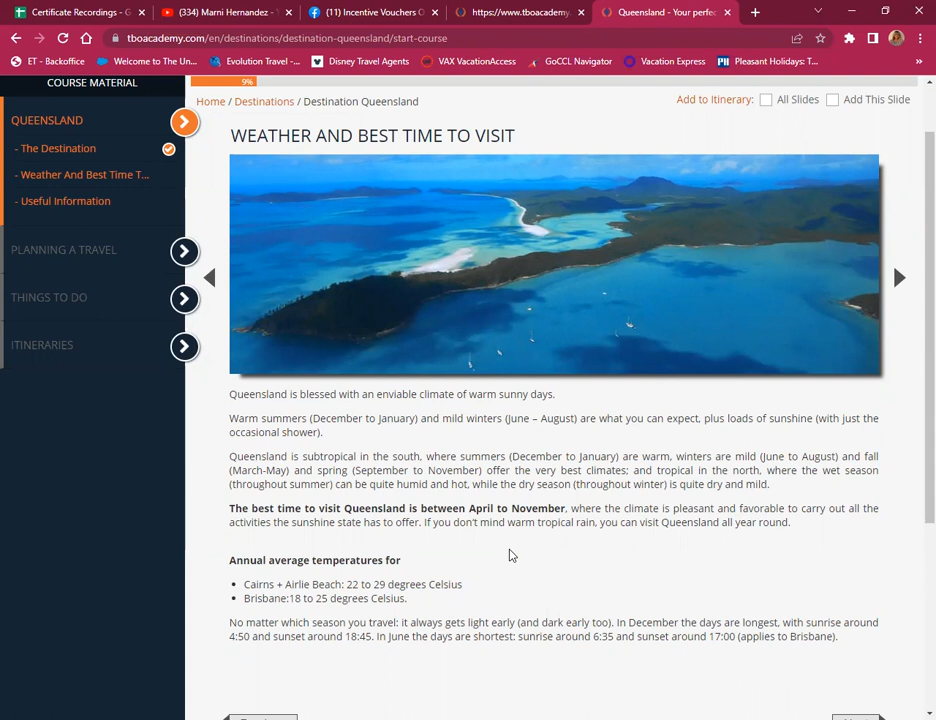 Certificate Recordings - G
(334) Marni Hernandez -
(11) Incentive Vouchers O
https://www.tboacademy.
Queensland - Your perfec
tboacademy.com/en/destinations/destination-queensland/start-course
ET - Backoffice
Welcome to The Un...
Evolution Travel -...
Disney Travel Agents
VAX VacationAccess
GoCCL Navigator
Vacation Express
Pleasant Holidays: T...
COURSE MATERIAL
9%
Home / Destinations / Destination Queensland
Add to Itinerary: All Slides Add This Slide
QUEENSLAND
- The Destination
- Weather And Best Time T...
- Useful Information
PLANNING A TRAVEL
THINGS TO DO
ITINERARIES
WEATHER AND BEST TIME TO VISIT
Queensland is blessed with an enviable climate of warm sunny days.
Warm summers (December to January) and mild winters (June – August) are what you can expect, plus loads of sunshine (with just the
occasional shower).
Queensland is subtropical in the south, where summers (December to January) are warm, winters are mild (June to August) and fall
(March-May) and spring (September to November) offer the very best climates; and tropical in the north, where the wet season
(throughout summer) can be quite humid and hot, while the dry season (throughout winter) is quite dry and mild.
The best time to visit Queensland is between April to November, where the climate is pleasant and favorable to carry out all the
activities the sunshine state has to offer. If you don't mind warm tropical rain, you can visit Queensland all year round.
Annual average temperatures for
Cairns + Airlie Beach: 22 to 29 degrees Celsius
Brisbane:18 to 25 degrees Celsius.
No matter which season you travel: it always gets light early (and dark early too). In December the days are longest, with sunrise around
4:50 and sunset around 18:45. In June the days are shortest: sunrise around 6:35 and sunset around 17:00 (applies to Brisbane).